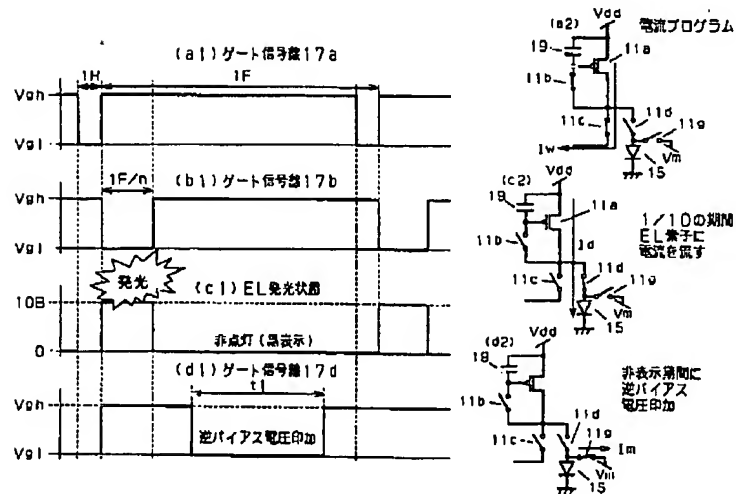 (a1)ゲート信号線17a
1H
1F
Vgh
Vgl
1F/n
(b1)ゲート信号線17b
Vgh
Vgl
発光
(c1)EL発光状態
10B
0
非点灯(黒表示)
(d1)ゲート信号線17d
t1
Vgh
Vgl
逆バイアス電圧印加
(a2)
Vdd
電流プログラム
19
11a
11b
11d
11c
11g
Iw
Vm
15
(c2)
Vdd
19
11a
1/10の期間
EL素子に
電流を流す
11b
Id
11d
11c
11g
Vm
15
(d2)
Vdd
19
非表示期間に
逆バイアス
電圧印加
11b
11d
11g
11c
Im
Vm
15